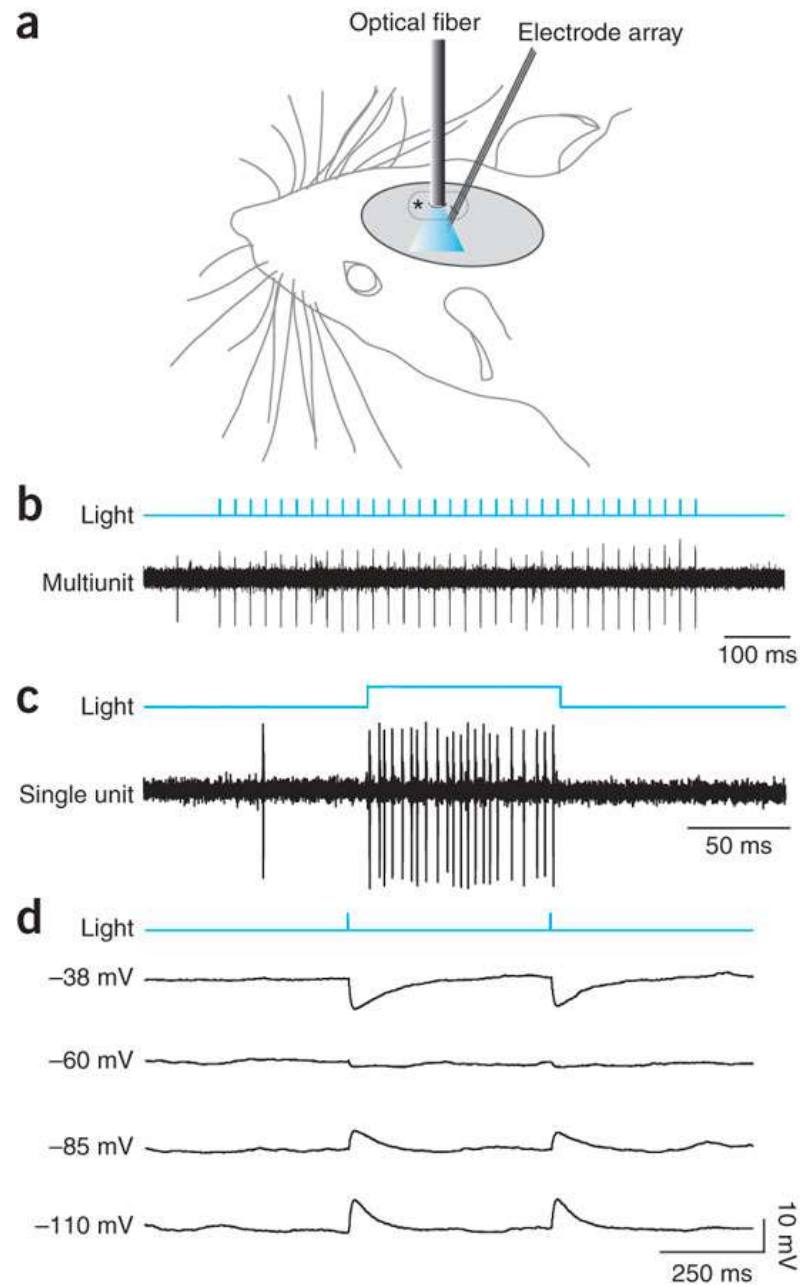 a
Optical fiber
Electrode array
*
b
Light
Multiunit
100 ms
c
Light
Single unit
50 ms
d
Light
–38 mV
–60 mV
–85 mV
–110 mV
10 mV
250 ms